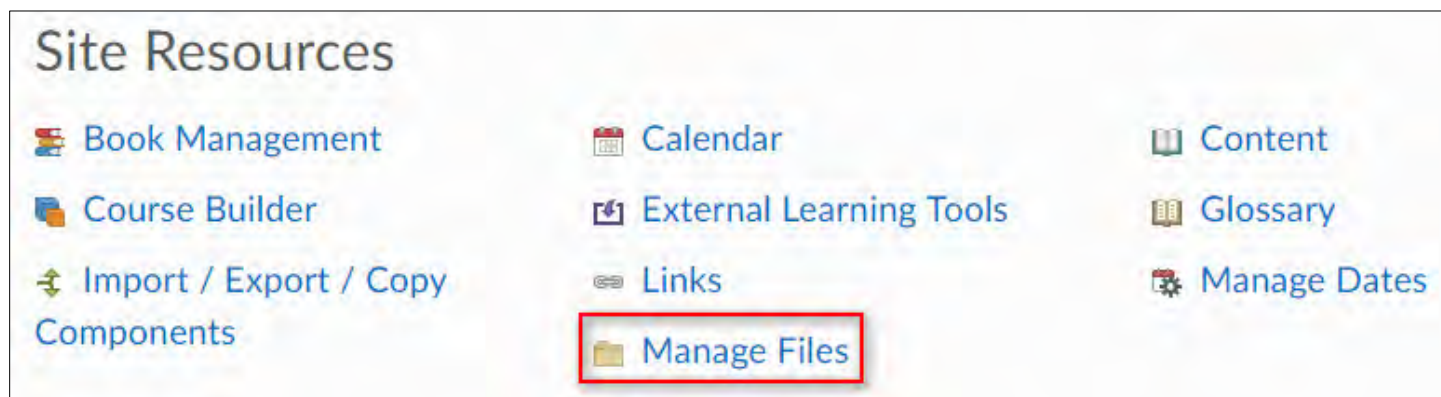 Site Resources
Book Management
Calendar
Content
Course Builder
External Learning Tools
Glossary
Import / Export / Copy
Components
Links
Manage Dates
Manage Files